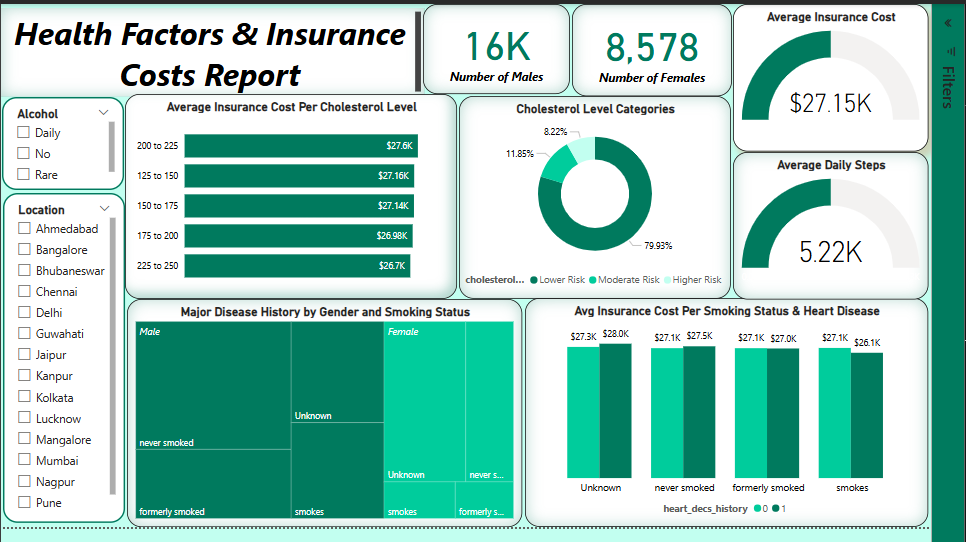 Health Factors & Insurance
Costs Report
16K
Number of Males
8,578
Number of Females
Average Insurance Cost
$27.15K
Filters
Alcohol
Daily
No
Rare
Location
Ahmedabad
Bangalore
Bhubaneswar
Chennai
Delhi
Guwahati
Jaipur
Kanpur
Kolkata
Lucknow
Mangalore
Mumbai
Nagpur
Pune
Average Insurance Cost Per Cholesterol Level
200 to 225 $27.6K
125 to 150 $27.16K
150 to 175 $27.14K
175 to 200 $26.98K
225 to 250 $26.7K
Cholesterol Level Categories
8.22%
11.85%
79.93%
cholesterol... Lower Risk Moderate Risk Higher Risk
Average Daily Steps
5.22K
Major Disease History by Gender and Smoking Status
Male
never smoked
formerly smoked
Unknown
smokes
Female
Unknown
never s...
smokes
formerly s...
Avg Insurance Cost Per Smoking Status & Heart Disease
$27.3K $28.0K $27.1K $27.5K $27.1K $27.0K $27.1K $26.1K
Unknown never smoked formerly smoked smokes
heart_decs_history 0 1